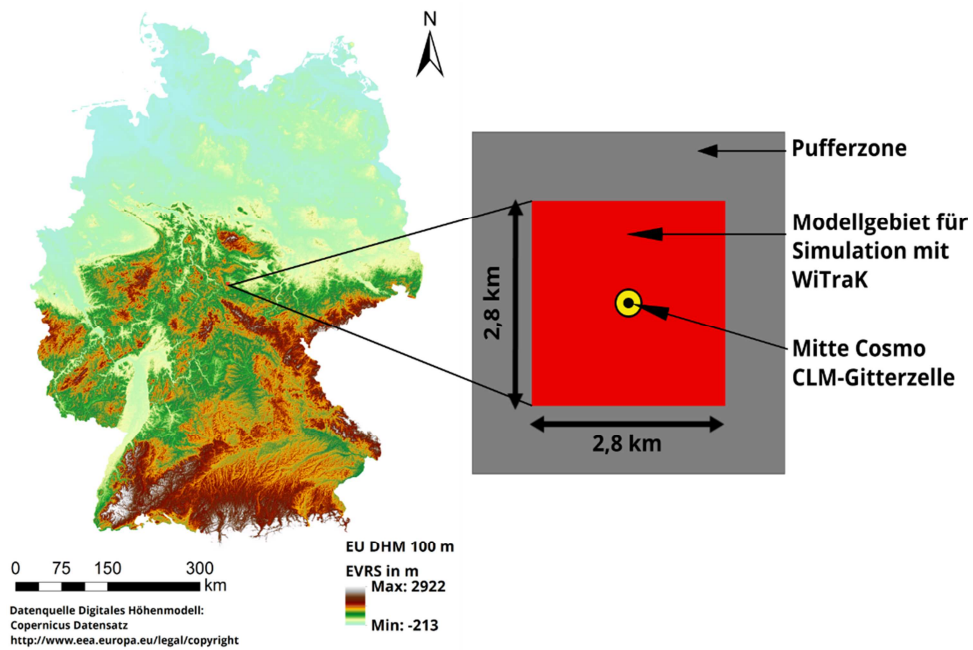 N
Pufferzone
Modellgebiet für
Simulation mit
WiTraK
2,8 km
Mitte Cosmo
CLM-Gitterzelle
2,8 km
EU DHM 100 m
EVRS in m
Max: 2922
Min: -213
0 75 150 300
km
Datenquelle Digitales Höhenmodell:
Copernicus Datensatz
http://www.eea.europa.eu/legal/copyright